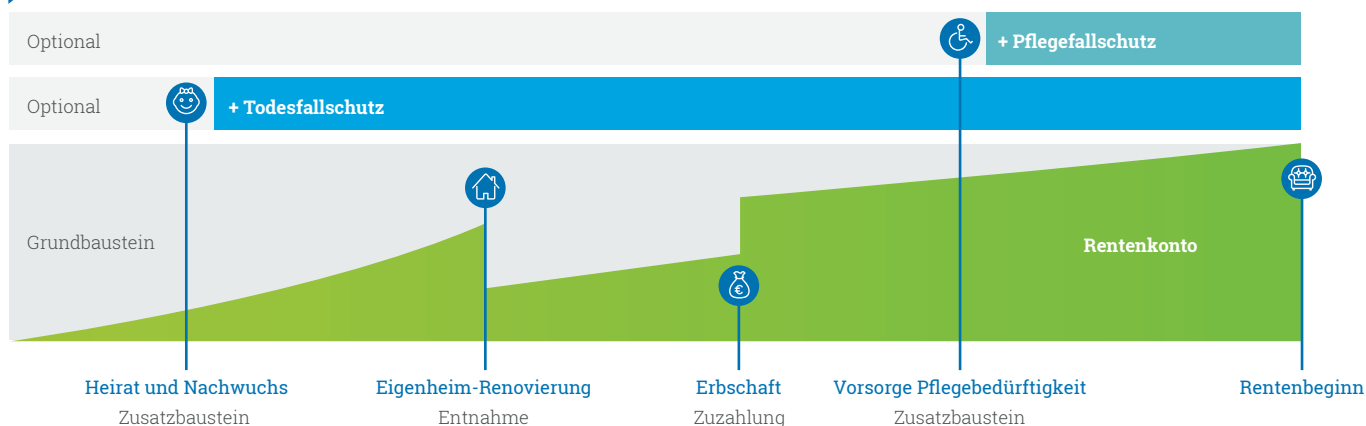 Optional
+ Pflegefallschutz
Optional
+ Todesfallschutz
Grundbaustein
€
Rentenkonto
Heirat und Nachwuchs
Zusatzbaustein
Eigenheim-Renovierung
Entnahme
Erbschaft
Zuzahlung
Vorsorge Pflegebedürftigkeit
Zusatzbaustein
Rentenbeginn